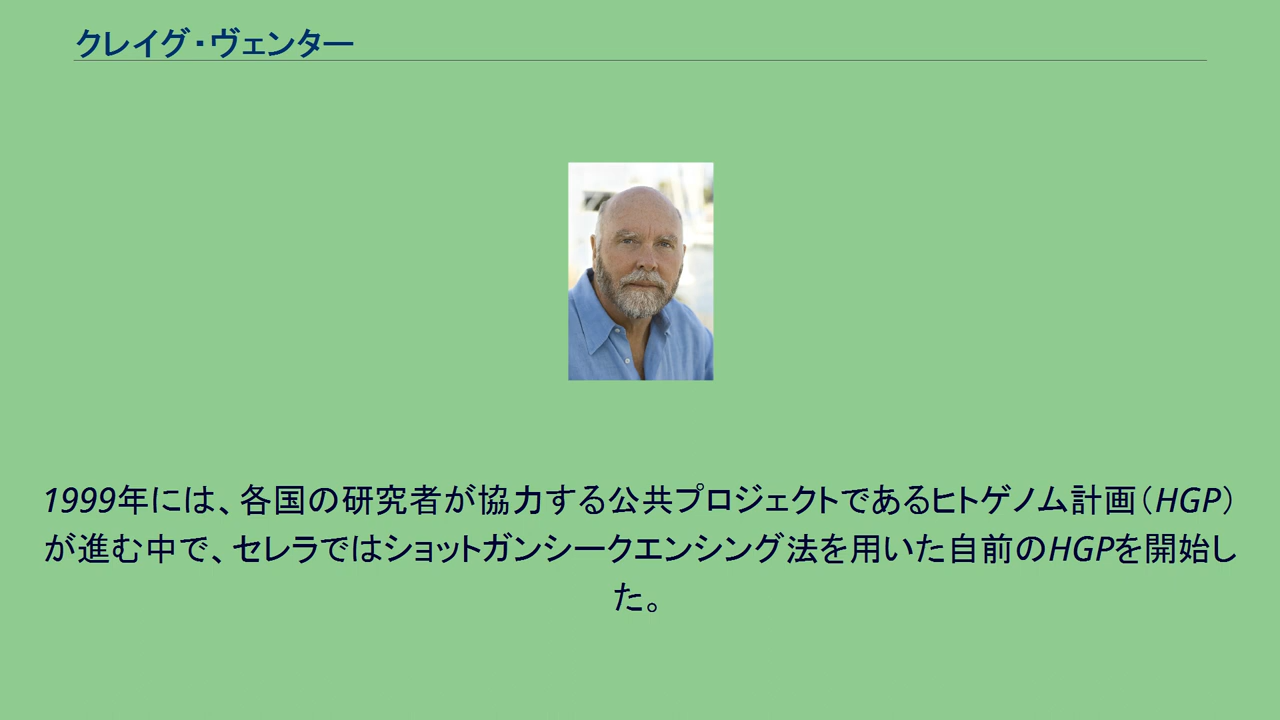 クレイグ・ヴェンター
1999年には、各国の研究者が協力する公共プロジェクトであるヒトゲノム計画（HGP）
が進む中で、セレラではショットガンシークエンシング法を用いた自前のHGPを開始し
た。